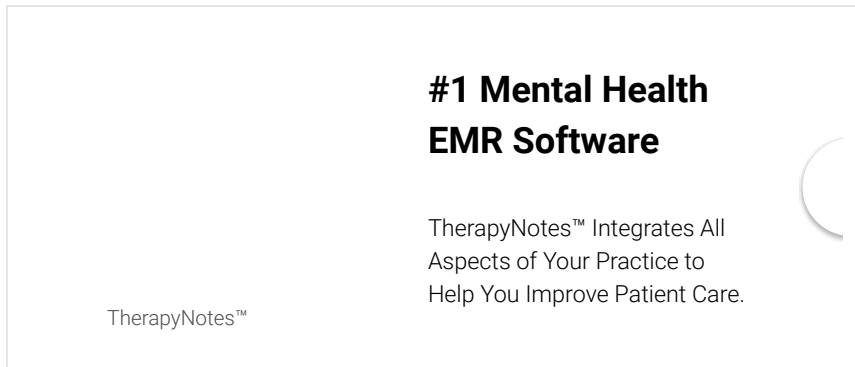 #1 Mental Health
EMR Software
TherapyNotes™ Integrates All
Aspects of Your Practice to
Help You Improve Patient Care.
TherapyNotes™